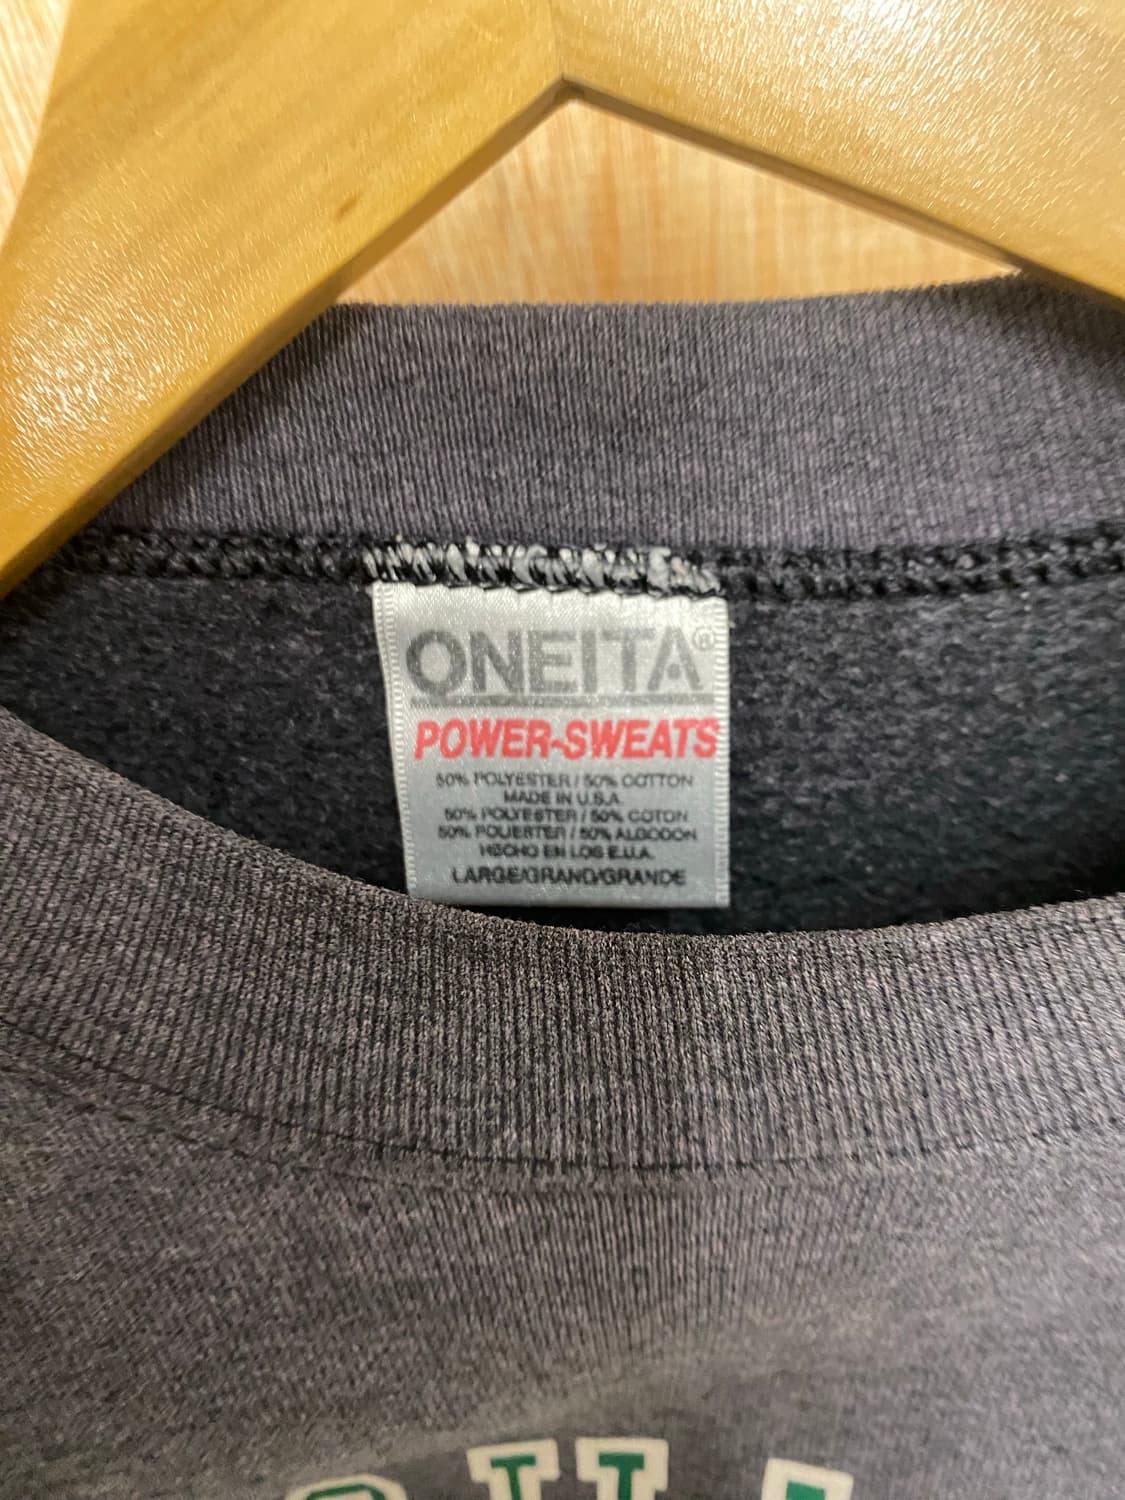 ONEITA®
POWER-SWEATS
50% POLYESTER / 50% COTTON
MADE IN U.S.A.
50% POLYESTER / 50% COTON
50% POLIESTER / 50% ALGODON
HECHO EN LOS E.U.A.
LARGE/GRAND/GRANDE